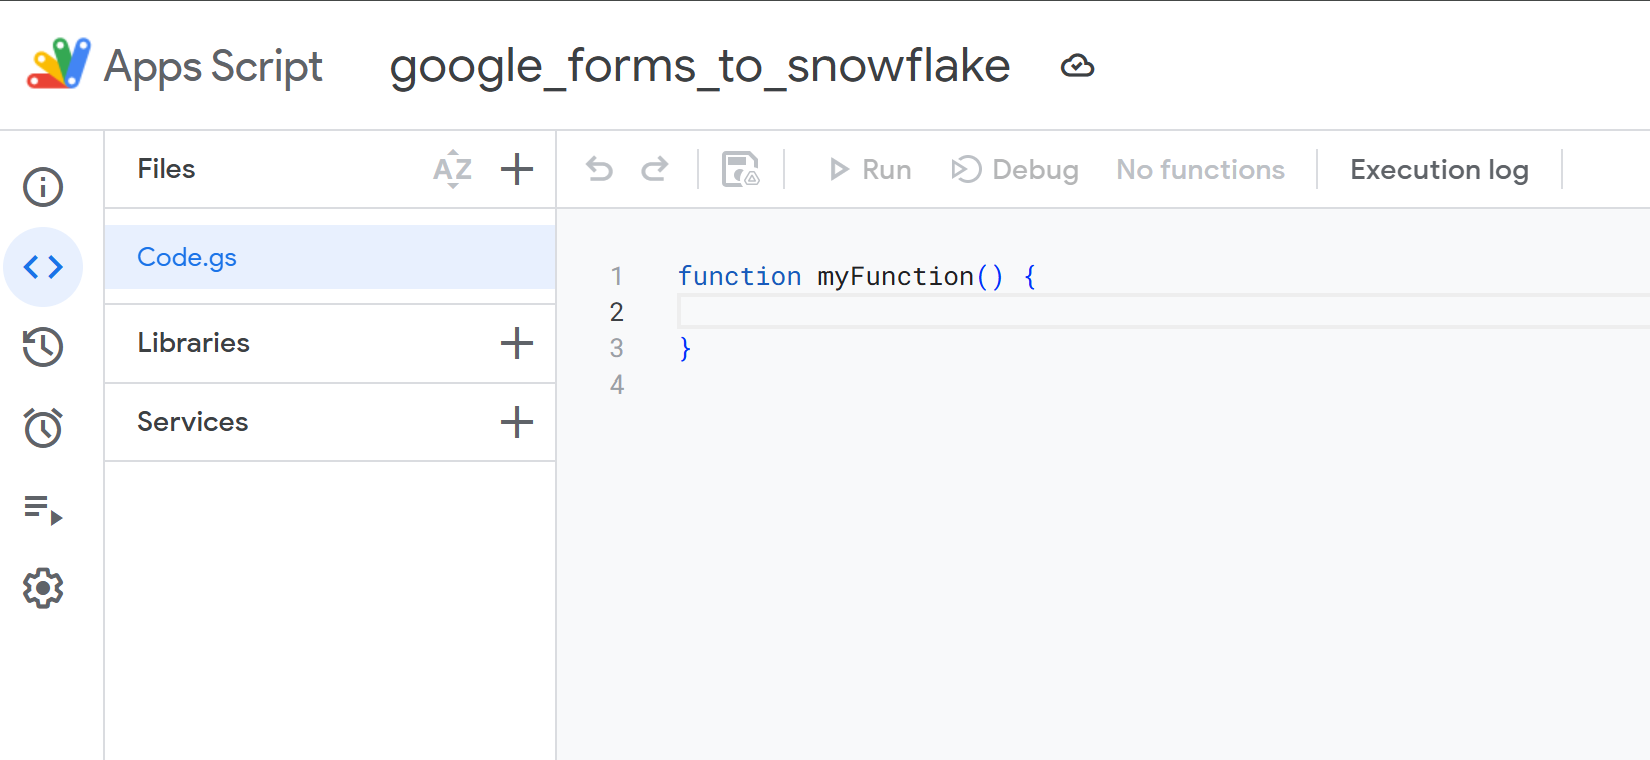 Apps Script google_forms_to_snowflake
Files AZ
Run Debug No functions Execution log
Code.gs
Libraries
Services
1 function myFunction() {
2
3 }
4